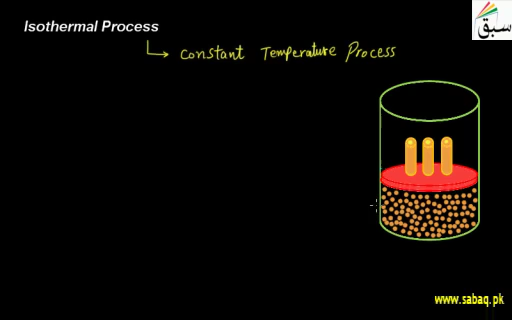 Isothermal Process
سبق
Constant Temperature Process
www.sabaq.pk